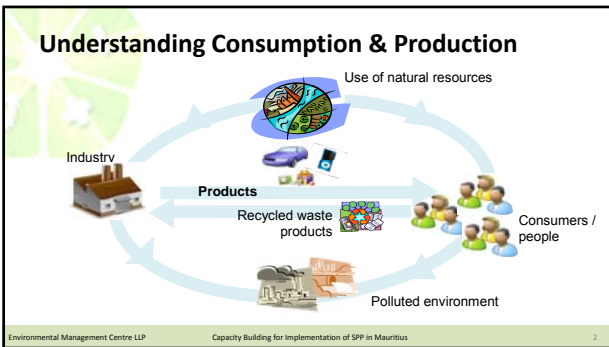 Understanding Consumption & Production
Use of natural resources
Industry
Products
Recycled waste
products
Consumers /
people
Polluted environment
Environmental Management Centre LLP
Capacity Building for Implementation of SPP in Mauritius
2